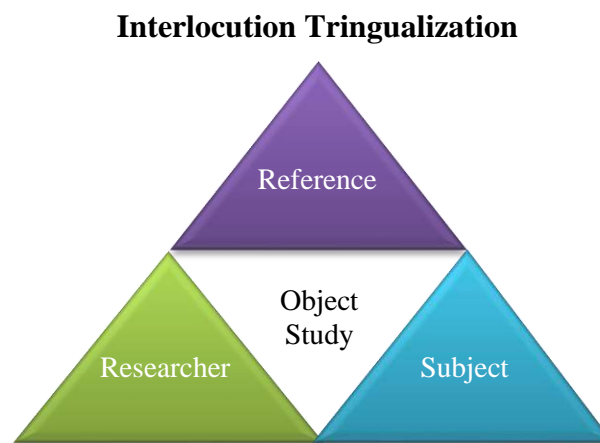 Interlocution Tringualization
Reference
Object
Study
Researcher
Subject